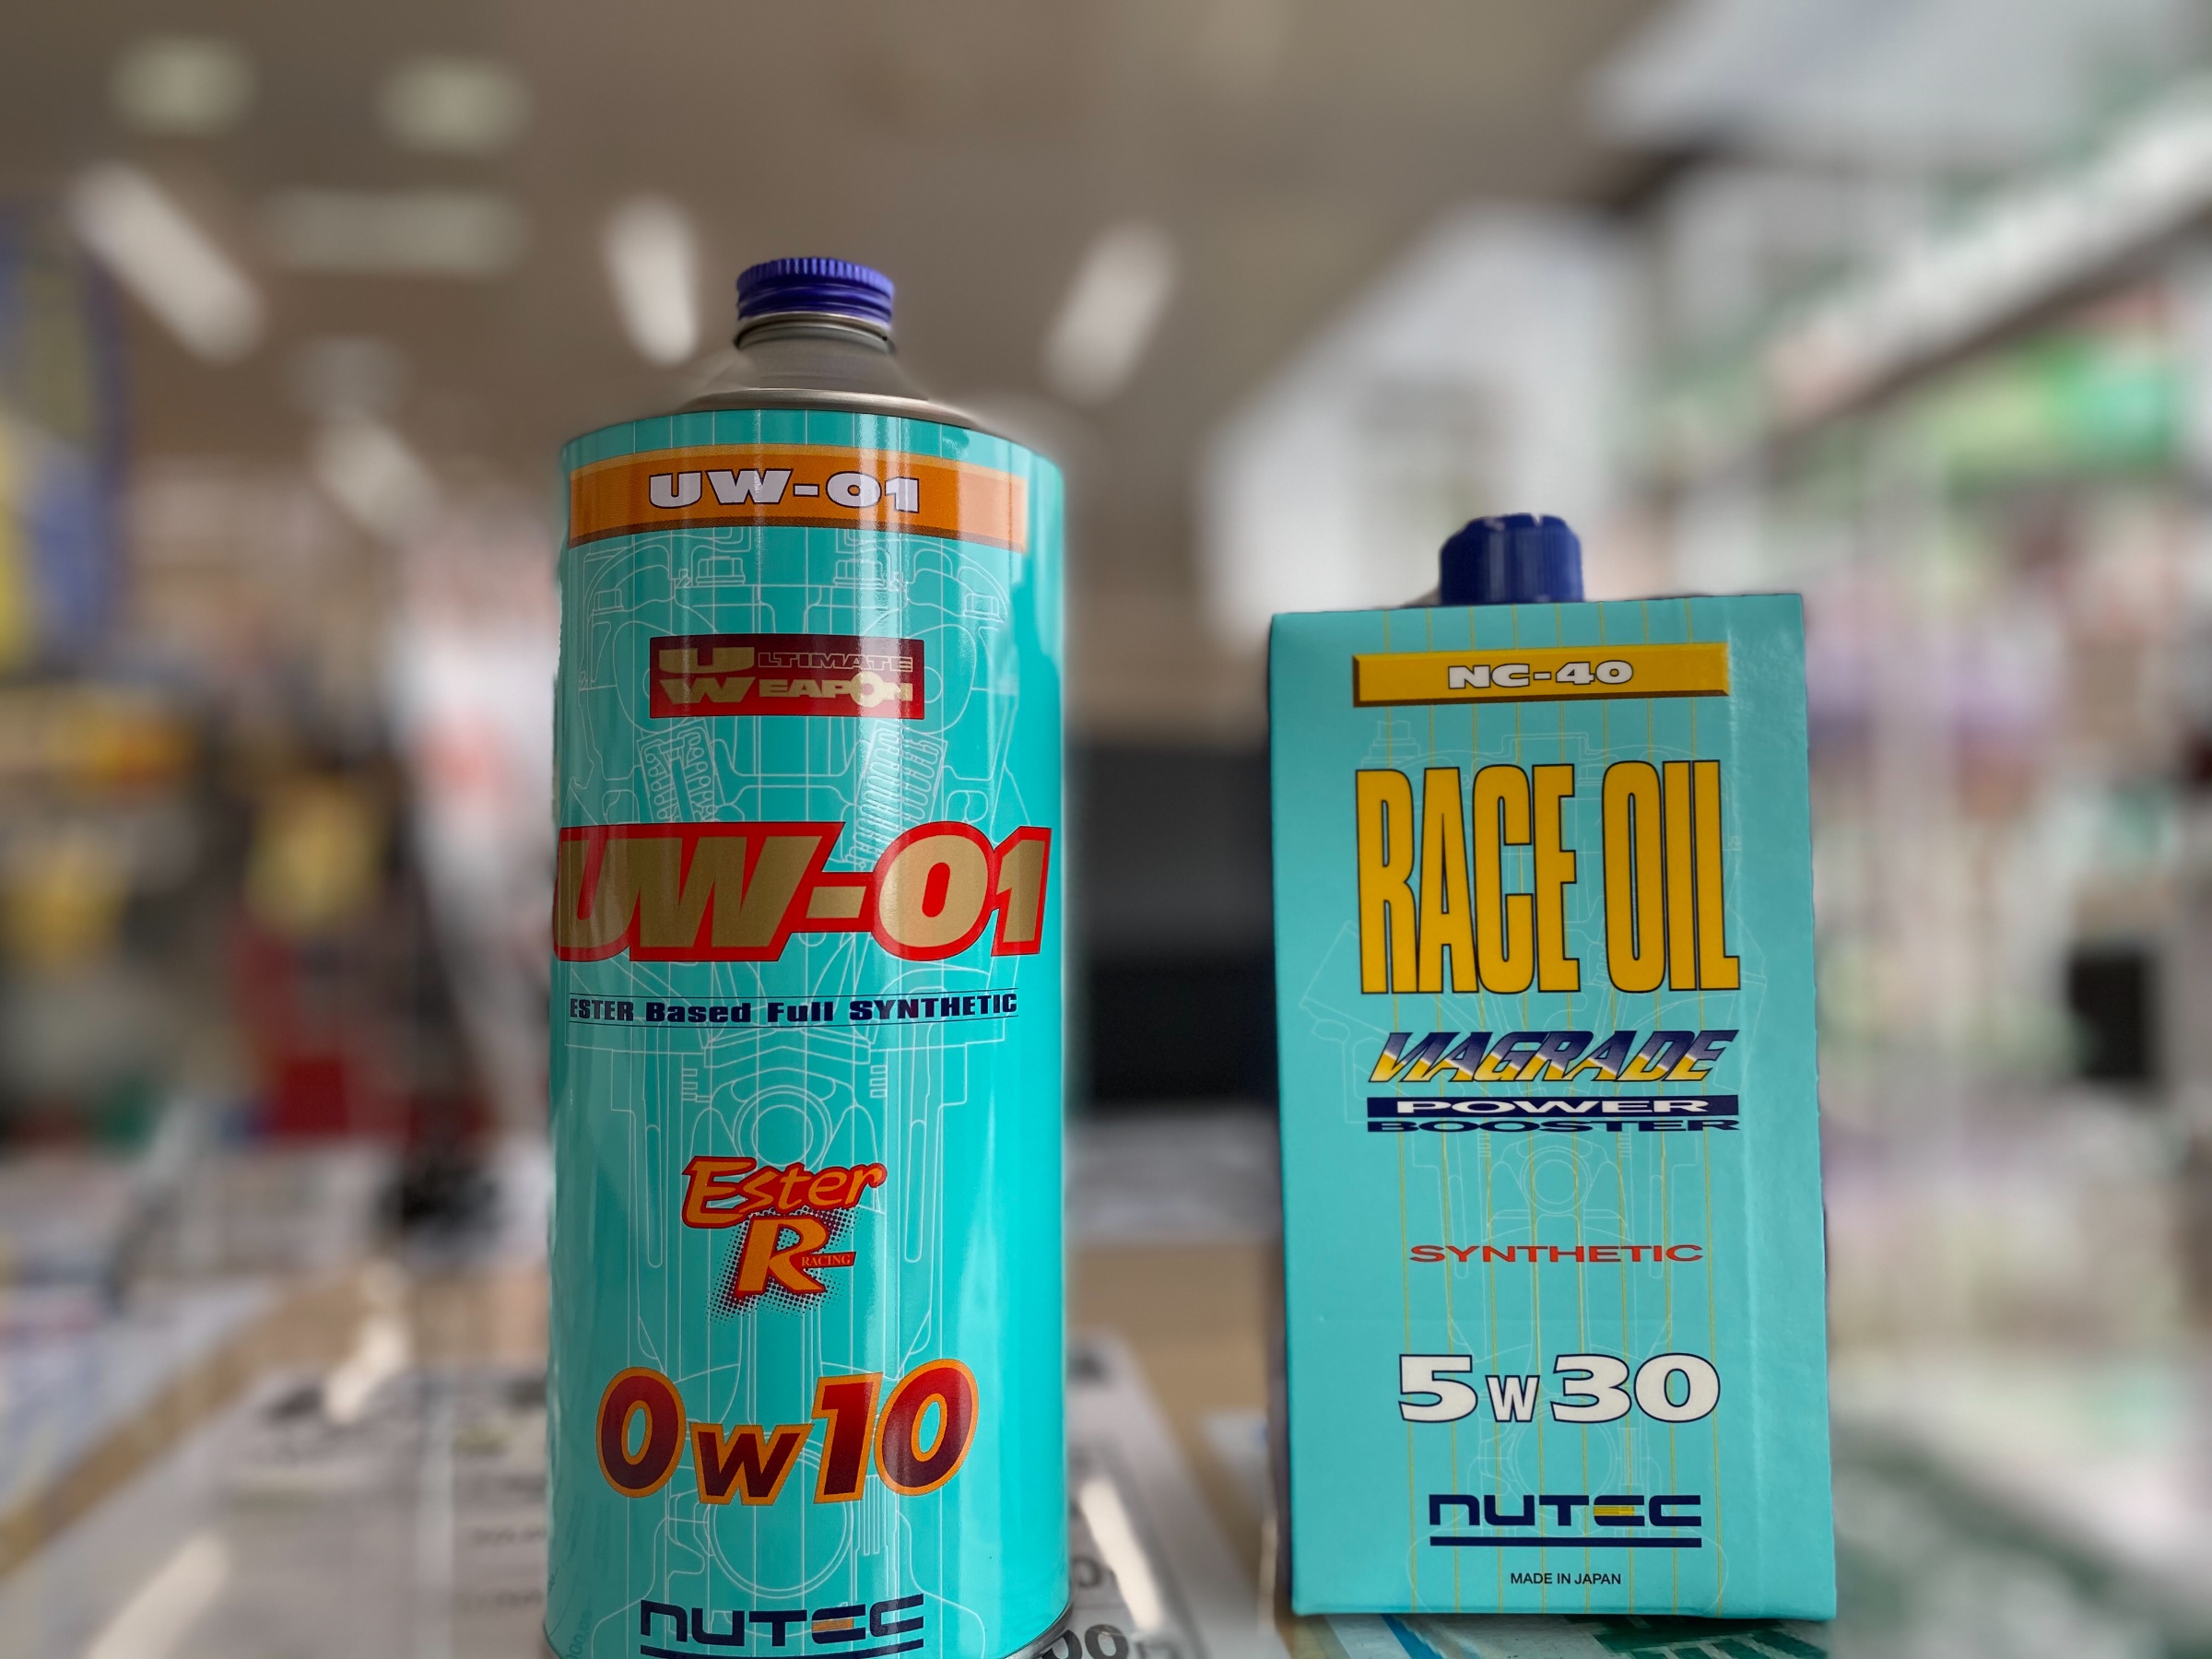 UW-01
ULTIMATE
WEAPON
UW-01
ESTER Based Full SYNTHETIC
Ester
R RACING
0w10
NUTEC
NC-40
RACE OIL
VIAGRADE
POWER
BOOSTER
SYNTHETIC
5W30
NUTEC
MADE IN JAPAN